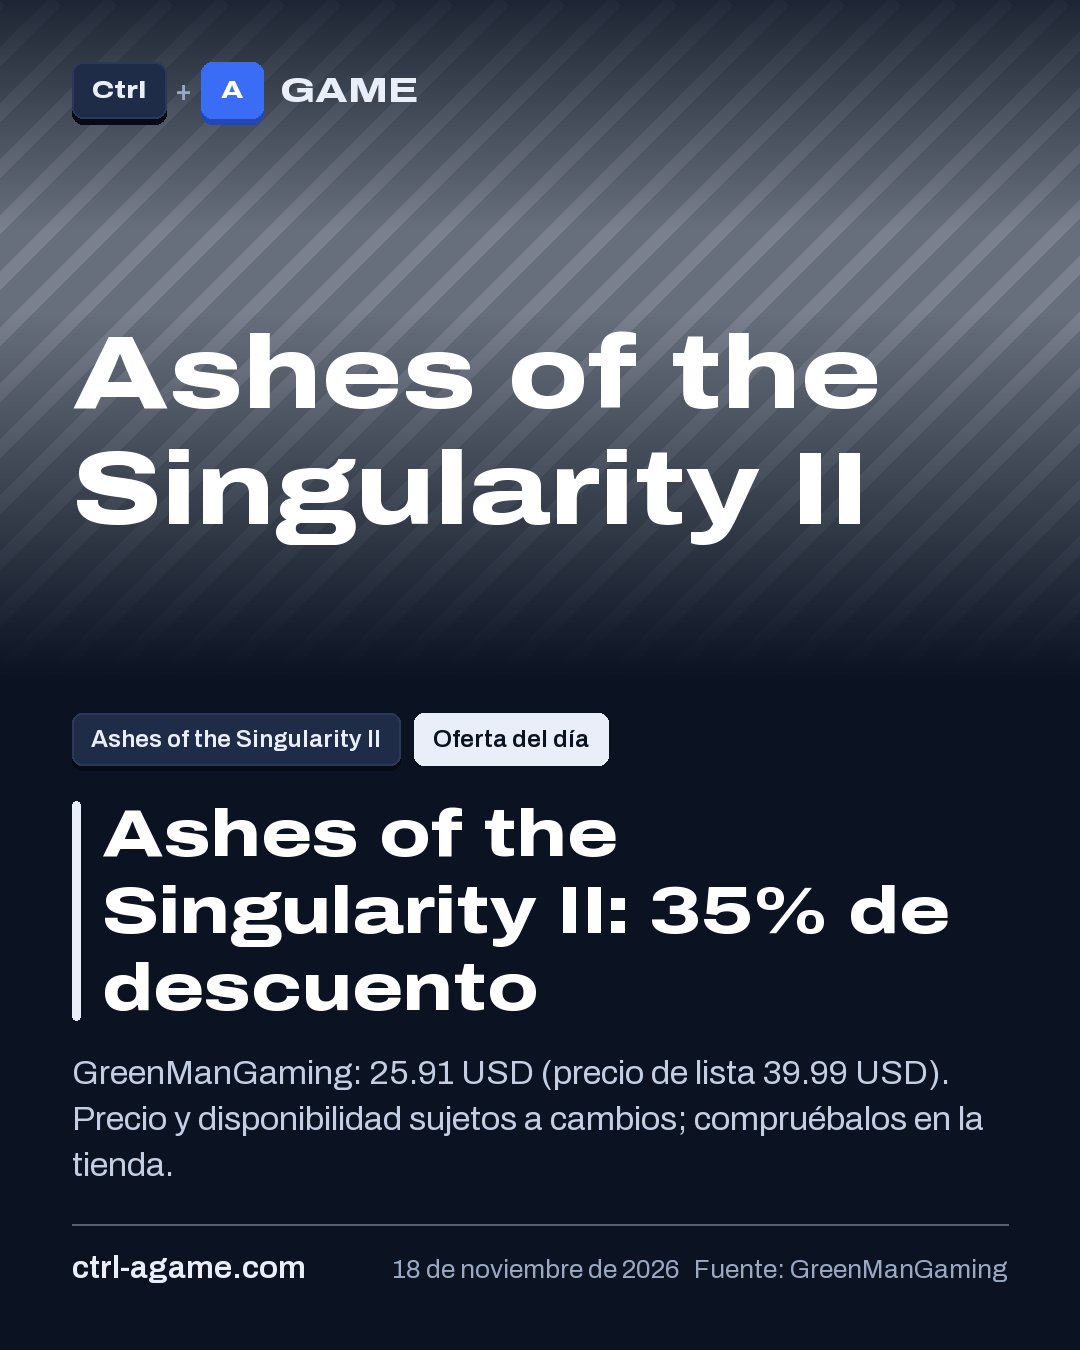 Ctrl + A GAME
Ashes of the
Singularity II
Ashes of the Singularity II Oferta del día
Ashes of the
Singularity II: 35% de
descuento
GreenManGaming: 25.91 USD (precio de lista 39.99 USD).
Precio y disponibilidad sujetos a cambios; compruébalos en la
tienda.
ctrl-agame.com 18 de noviembre de 2026 Fuente: GreenManGaming